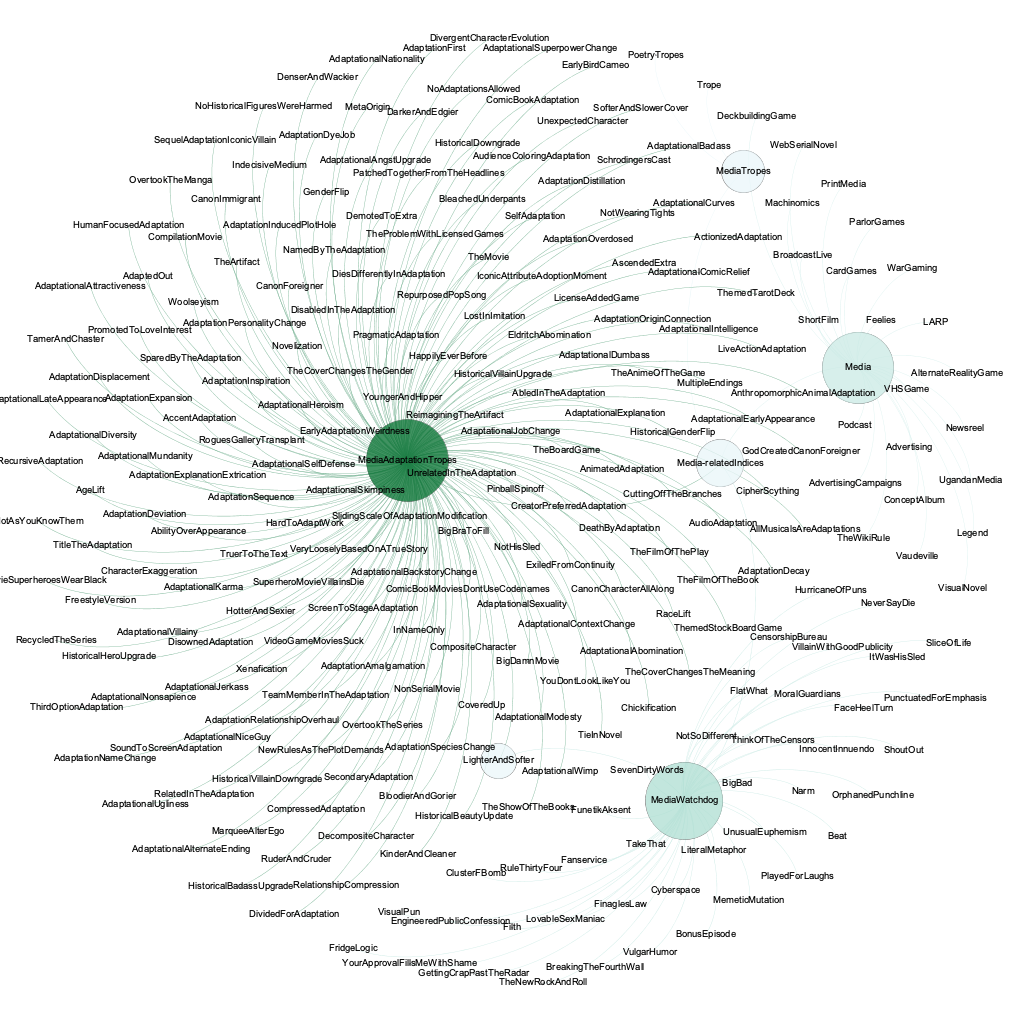 DivergentCharacterEvolution
AdaptationFirst
AdaptationalSuperpowerChange
PoetryTropes
AdaptationalNationality
EarlyBirdCameo
DenserAndWackier
Trope
NoAdaptationsAllowed
ComicBookAdaptation
NoHistoricalFiguresWereHarmed
MetaOrigin
DarkerAndEdgier
SofterAndSlowerCover
DeckbuildingGame
UnexpectedCharacter
SequelAdaptationIconicVillain
AdaptationDyeJob
HistoricalDowngrade
AdaptationalBadass
WebSerialNovel
IndecisiveMedium
AdaptationalAngstUpgrade
AudienceColoringAdaptation
SchrodingersCast
PatchedTogetherFromTheHeadlines
MediaTropes
OvertookTheManga
GenderFlip
AdaptationDistillation
PrintMedia
CanonImmigrant
BleachedUnderpants
AdaptationalCurves
Machinomics
HumanFocusedAdaptation
AdaptationInducedPlotHole
DemotedToExtra
SelfAdaptation
NotWearingTights
ParlorGames
CompilationMovie
TheProblemWithLicensedGames
AdaptationOverdosed
ActionizedAdaptation
NamedByTheAdaptation
TheMovie
BroadcastLive
TheArtifact
AscendedExtra
AdaptedOut
DiesDifferentlyInAdaptation
IconicAttributeAdoptionMoment
AdaptationalComicRelief
CardGames
WarGaming
AdaptationalAttractiveness
CanonForeigner
RepurposedPopSong
LicenseAddedGame
ThemedTarotDeck
Woolseyism
DisabledInTheAdaptation
LostInImitation
AdaptationOriginConnection
ShortFilm
Feelies
LARP
PromotedToLoveInterest
AdaptationPersonalityChange
PragmaticAdaptation
EldritchAbomination
AdaptationalIntelligence
TamerAndChaster
Novelization
LiveActionAdaptation
SparedByTheAdaptation
HappilyEverBefore
AdaptationalDumbass
Media
AdaptationDisplacement
AdaptationInspiration
TheCoverChangesTheGender
HistoricalVillainUpgrade
TheAnimeOfTheGame
MultipleEndings
AlternateRealityGame
AdaptationalLateAppearance
AdaptationExpansion
AdaptationalHeroism
YoungerAndHipper
AbledInTheAdaptation
AnthropomorphicAnimalAdaptation
VHSGame
AccentAdaptation
ReimaginingTheArtifact
AdaptationalExplanation
AdaptationalEarlyAppearance
AdaptationalDiversity
RoguesGalleryTransplant
EarlyAdaptationWeirdness
AdaptationalJobChange
HistoricalGenderFlip
Podcast
Newsreel
AdaptationalMundanity
AdaptationalSelfDefense
MediaAdaptationTropes
TheBoardGame
Media-relatedIndices
GodCreatedCanonForeigner
Advertising
RecursiveAdaptation
AdaptationExplanationExtrication
UnrelatedInTheAdaptation
AnimatedAdaptation
AdvertisingCampaigns
UgandanMedia
AgeLift
AdaptationSequence
AdaptationalSkimpiness
PinballSpinoff
CuttingOffTheBranches
CipherScything
ConceptAlbum
AdaptationDeviation
CreatorPreferredAdaptation
otAsYouKnowThem
AbilityOverAppearance
HardToAdaptWork
SlidingScaleOfAdaptationModification
BigBraToFill
DeathByAdaptation
AudioAdaptation
AllMusicalsAreAdaptations
TheWikiRule
Legend
TitleTheAdaptation
TruerToTheText
VeryLooselyBasedOnATrueStory
NotHisSled
TheFilmOfThePlay
Vaudeville
CharacterExaggeration
AdaptationalBackstoryChange
ExiledFromContinuity
AdaptationDecay
vieSuperheroesWearBlack
AdaptationalKarma
SuperheroMovieVillainsDie
ComicBookMoviesDontUseCodenames
CanonCharacterAllAlong
TheFilmOfTheBook
HurricaneOfPuns
VisualNovel
FreestyleVersion
HotterAndSexier
ScreenToStageAdaptation
AdaptationalSexuality
RaceLift
NeverSayDie
RecycledTheSeries
AdaptationalVillainy
DisownedAdaptation
VideoGameMoviesSuck
InNameOnly
AdaptationalContextChange
ThemedStockBoardGame
CensorshipBureau
VillainWithGoodPublicity
SliceOfLife
HistoricalHeroUpgrade
Xenafication
AdaptationAmalgamation
CompositeCharacter
BigDamnMovie
AdaptationalAbomination
ItWasHisSled
TheCoverChangesTheMeaning
ThirdOptionAdaptation
AdaptationalNonsapience
AdaptationalJerkass
TeamMemberInTheAdaptation
NonSerialMovie
YouDontLookLikeYou
FlatWhat
MoralGuardians
PunctuatedForEmphasis
CoveredUp
Chickification
FaceHeelTurn
AdaptationRelationshipOverhaul
OvertookTheSeries
AdaptationalModesty
AdaptationalNiceGuy
TieInNovel
NotSoDifferent
ThinkOfTheCensors
SoundToScreenAdaptation
NewRulesAsThePlotDemands
AdaptationSpeciesChange
InnocentInnuendo
ShoutOut
AdaptationNameChange
LighterAndSofter
HistoricalVillainDowngrade
SecondaryAdaptation
AdaptationalWimp
SevenDirtyWords
BigBad
RelatedInTheAdaptation
BloodierAndGorier
MediaWatchdog
Narm
OrphanedPunchline
AdaptationalUgliness
CompressedAdaptation
TheShowOfTheBooks
FunetikAksent
HistoricalBeautyUpdate
MarqueeAlterEgo
DecompositeCharacter
UnusualEuphemism
Beat
AdaptationalAlternateEnding
TakeThat
LiteralMetaphor
RuderAndCruder
KinderAndCleaner
Fanservice
ClusterFBomb
RuleThirtyFour
PlayedForLaughs
HistoricalBadassUpgrade
RelationshipCompression
Cyberspace
FinaglesLaw
MemeticMutation
DividedForAdaptation
VisualPun
EngineeredPublicConfession
Filth
LovableSexManiac
BonusEpisode
FridgeLogic
VulgarHumor
YourApprovalFillsMeWithShame
GettingCrapPastTheRadar
BreakingTheFourthWall
TheNewRockAndRoll